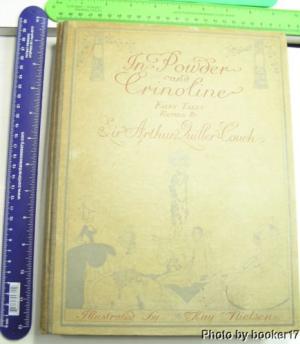 In Powder
and
Crinoline
Fairy Tales
Retold By
Sir Arthur Quiller-Couch
Illustrated By Kay Nielsen
Photo by booker17